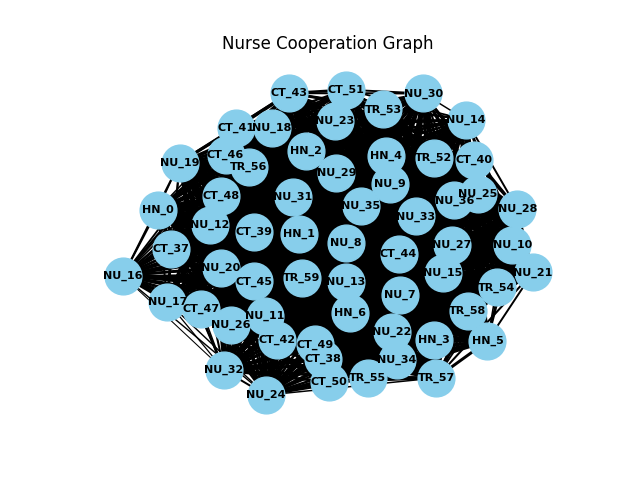 Nurse Cooperation Graph
CT_43
CT_51
NU_30
TR_53
NU_14
NU_23
CT_41
NU_18
HN_2
CT_46
HN_4
TR_52
CT_40
NU_19
TR_56
NU_29
NU_9
CT_48
NU_31
NU_36
NU_25
HN_0
NU_35
NU_28
NU_33
NU_12
CT_39
HN_1
NU_8
NU_27
NU_10
CT_37
CT_44
NU_16
NU_20
NU_15
NU_21
CT_45
TR_59
NU_13
TR_54
NU_7
NU_17
CT_47
TR_58
HN_6
NU_11
NU_26
NU_22
CT_42
HN_3
HN_5
CT_49
CT_38
NU_34
NU_32
TR_55
TR_57
CT_50
NU_24